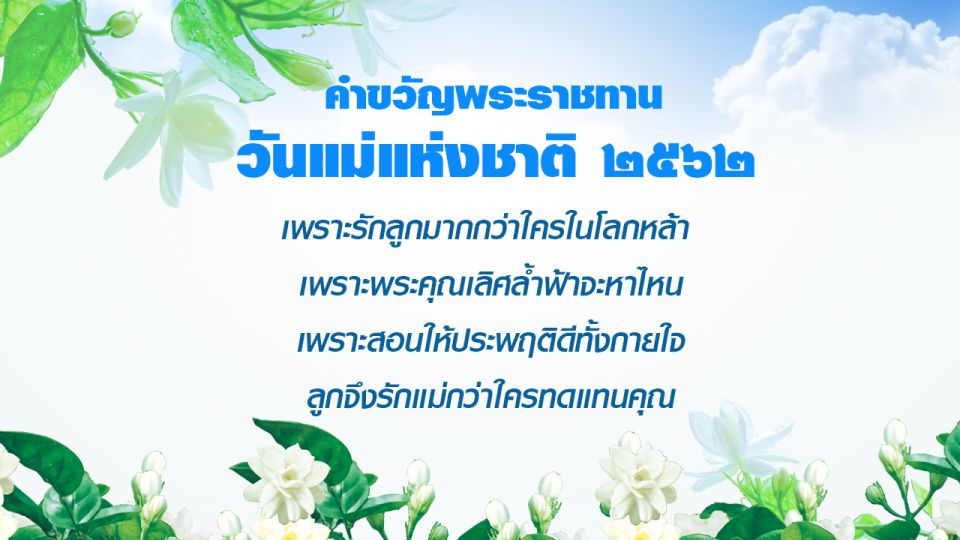 คำขวัญพระราชทาน
วันแม่แห่งชาติ ๒๕๖๒
เพราะรักลูกมากกว่าใครในโลกหล้า
เพราะพระคุณเลิศล้ำฟ้าจะหาไหน
เพราะสอนให้ประพฤติดีทั้งกายใจ
ลูกจึงรักแม่กว่าใครทดแทนคุณ